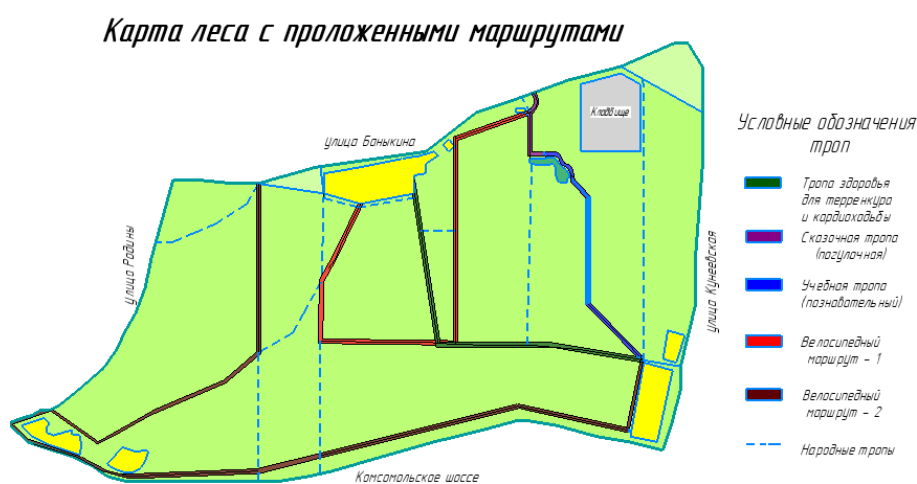 Карта леса с проложенными маршрутами
Кладбище
Улица Баныкина
Условные обозначения
троп
Тропа здоровья
для терренкура
и кардиоходьбы
Сказочная тропа
(погулочная)
Улица Родины
Улица Кунеевская
Учебная тропа
(познавательный)
Велосипедный
маршрут - 1
Велосипедный
маршрут - 2
Народные тропы
Комсомольское шоссе